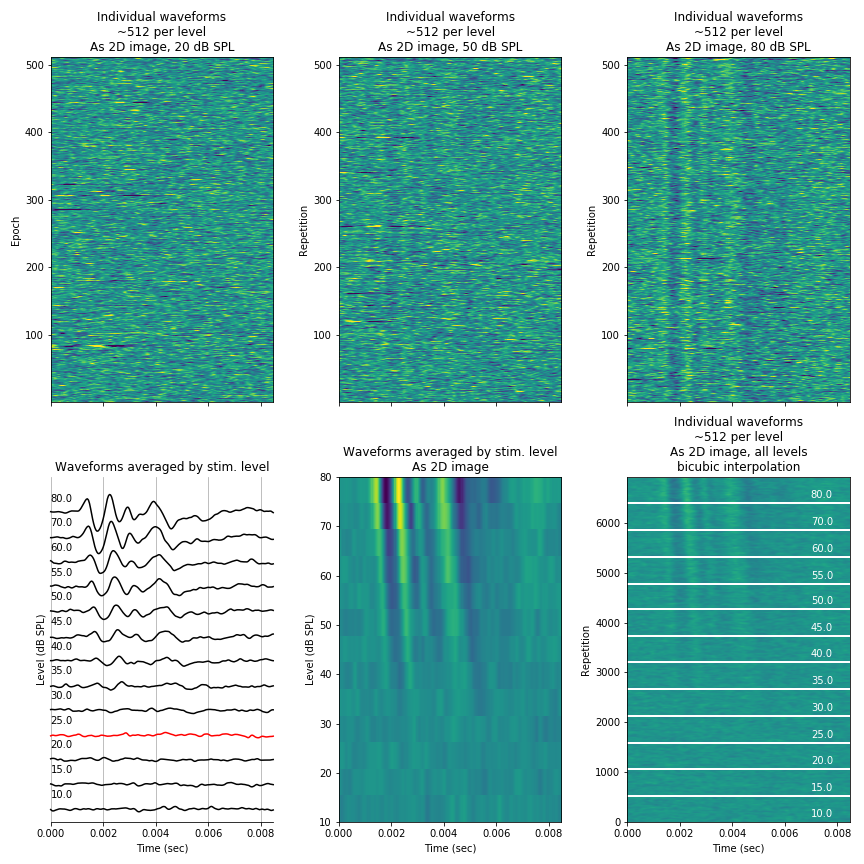 Individual waveforms
~512 per level
As 2D image, 20 dB SPL
500
400
300
200
100
Epoch
Individual waveforms
~512 per level
As 2D image, 50 dB SPL
500
400
300
200
100
Repetition
Individual waveforms
~512 per level
As 2D image, 80 dB SPL
500
400
300
200
100
Repetition
Waveforms averaged by stim. level
80.0
70.0
60.0
55.0
50.0
45.0
40.0
35.0
30.0
25.0
20.0
15.0
10.0
Level (dB SPL)
0.000 0.002 0.004 0.006 0.008
Time (sec)
Waveforms averaged by stim. level
As 2D image
80
70
60
50
40
30
20
10
Level (dB SPL)
0.000 0.002 0.004 0.006 0.008
Time (sec)
Individual waveforms
~512 per level
As 2D image, all levels
bicubic interpolation
6000
5000
4000
3000
2000
1000
0
Repetition
80.0
70.0
60.0
55.0
50.0
45.0
40.0
35.0
30.0
25.0
20.0
15.0
10.0
0.000 0.002 0.004 0.006 0.008
Time (sec)